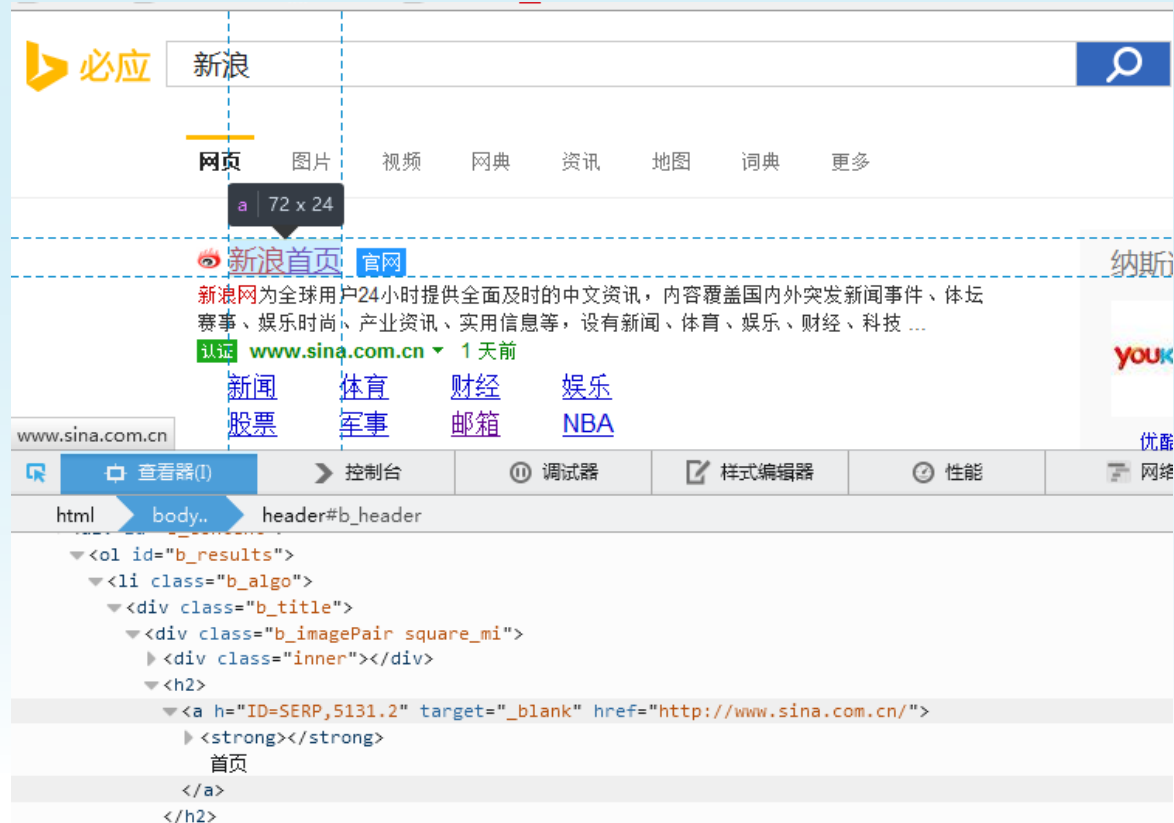 必应 新浪
网页 图片 视频 网典 资讯 地图 词典 更多
a 72 x 24
新浪首页 官网
纳斯
新浪网为全球用户24小时提供全面及时的中文资讯，内容覆盖国内外突发新闻事件、体坛
赛事、娱乐时尚、产业资讯、实用信息等，设有新闻、体育、娱乐、财经、科技 ...
认证 www.sina.com.cn 1 天前
新闻 体育 财经 娱乐
股票 军事 邮箱 NBA
www.sina.com.cn
优酷
查看器(I) 控制台 调试器 样式编辑器 性能 网络
html body.. header#b_header
<ol id="b_results">
<li class="b_algo">
<div class="b_title">
<div class="b_imagePair square_mi">
<div class="inner"></div>
<h2>
<a h="ID=SERP,5131.2" target="_blank" href="http://www.sina.com.cn/">
<strong></strong>
首页
</a>
</h2>